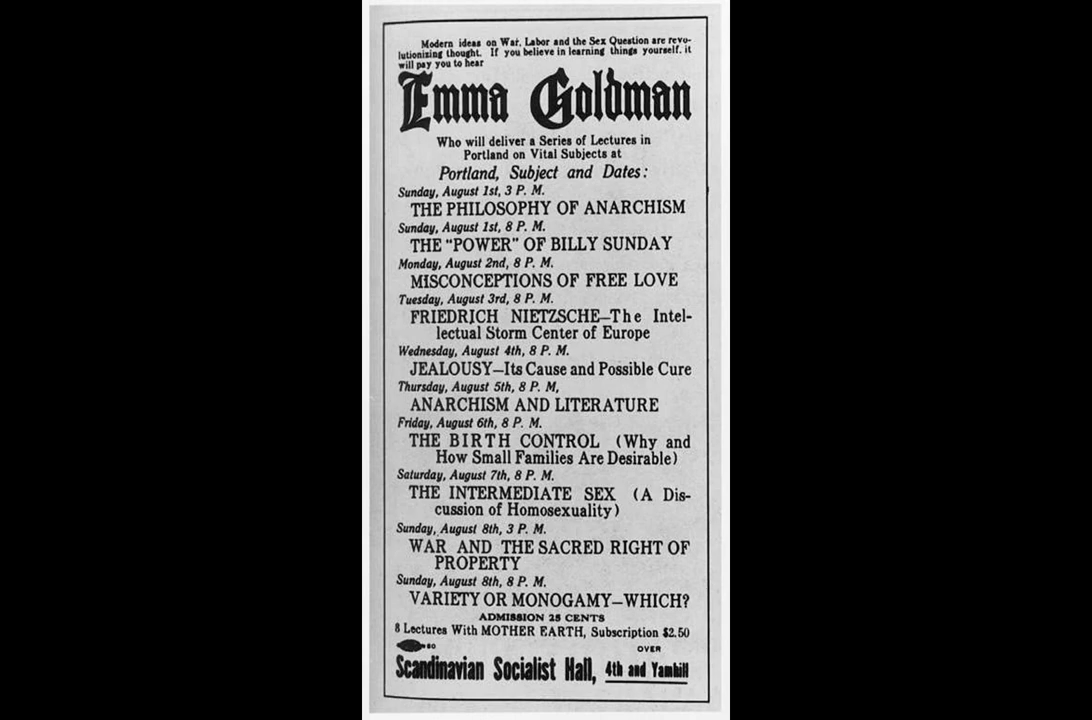 Modern ideas on War, Labor and the Sex Question are revo-
lutionizing thought. If you believe in learning things yourself, it
will pay you to hear
Emma Goldman
Who will deliver a Series of Lectures in
Portland on Vital Subjects at
Portland, Subject and Dates:
Sunday, August 1st, 3 P. M.
THE PHILOSOPHY OF ANARCHISM
Sunday, August 1st, 8 P. M.
THE "POWER" OF BILLY SUNDAY
Monday, August 2nd, 8 P. M.
MISCONCEPTIONS OF FREE LOVE
Tuesday, August 3rd, 8 P. M.
FRIEDRICH NIETZSCHE—The Intel-
lectual Storm Center of Europe
Wednesday, August 4th, 8 P. M.
JEALOUSY—Its Cause and Possible Cure
Thursday, August 5th, 8 P. M,
ANARCHISM AND LITERATURE
Friday, August 6th, 8 P. M.
THE BIRTH CONTROL (Why and
How Small Families Are Desirable)
Saturday, August 7th, 8 P. M.
THE INTERMEDIATE SEX (A Dis-
cussion of Homosexuality)
Sunday, August 8th, 3 P. M.
WAR AND THE SACRED RIGHT OF
PROPERTY
Sunday, August 8th, 8 P. M.
VARIETY OR MONOGAMY—WHICH?
ADMISSION 25 CENTS
8 Lectures With MOTHER EARTH, Subscription $2.50
OVER
Scandinavian Socialist Hall, 4th and Yamhill